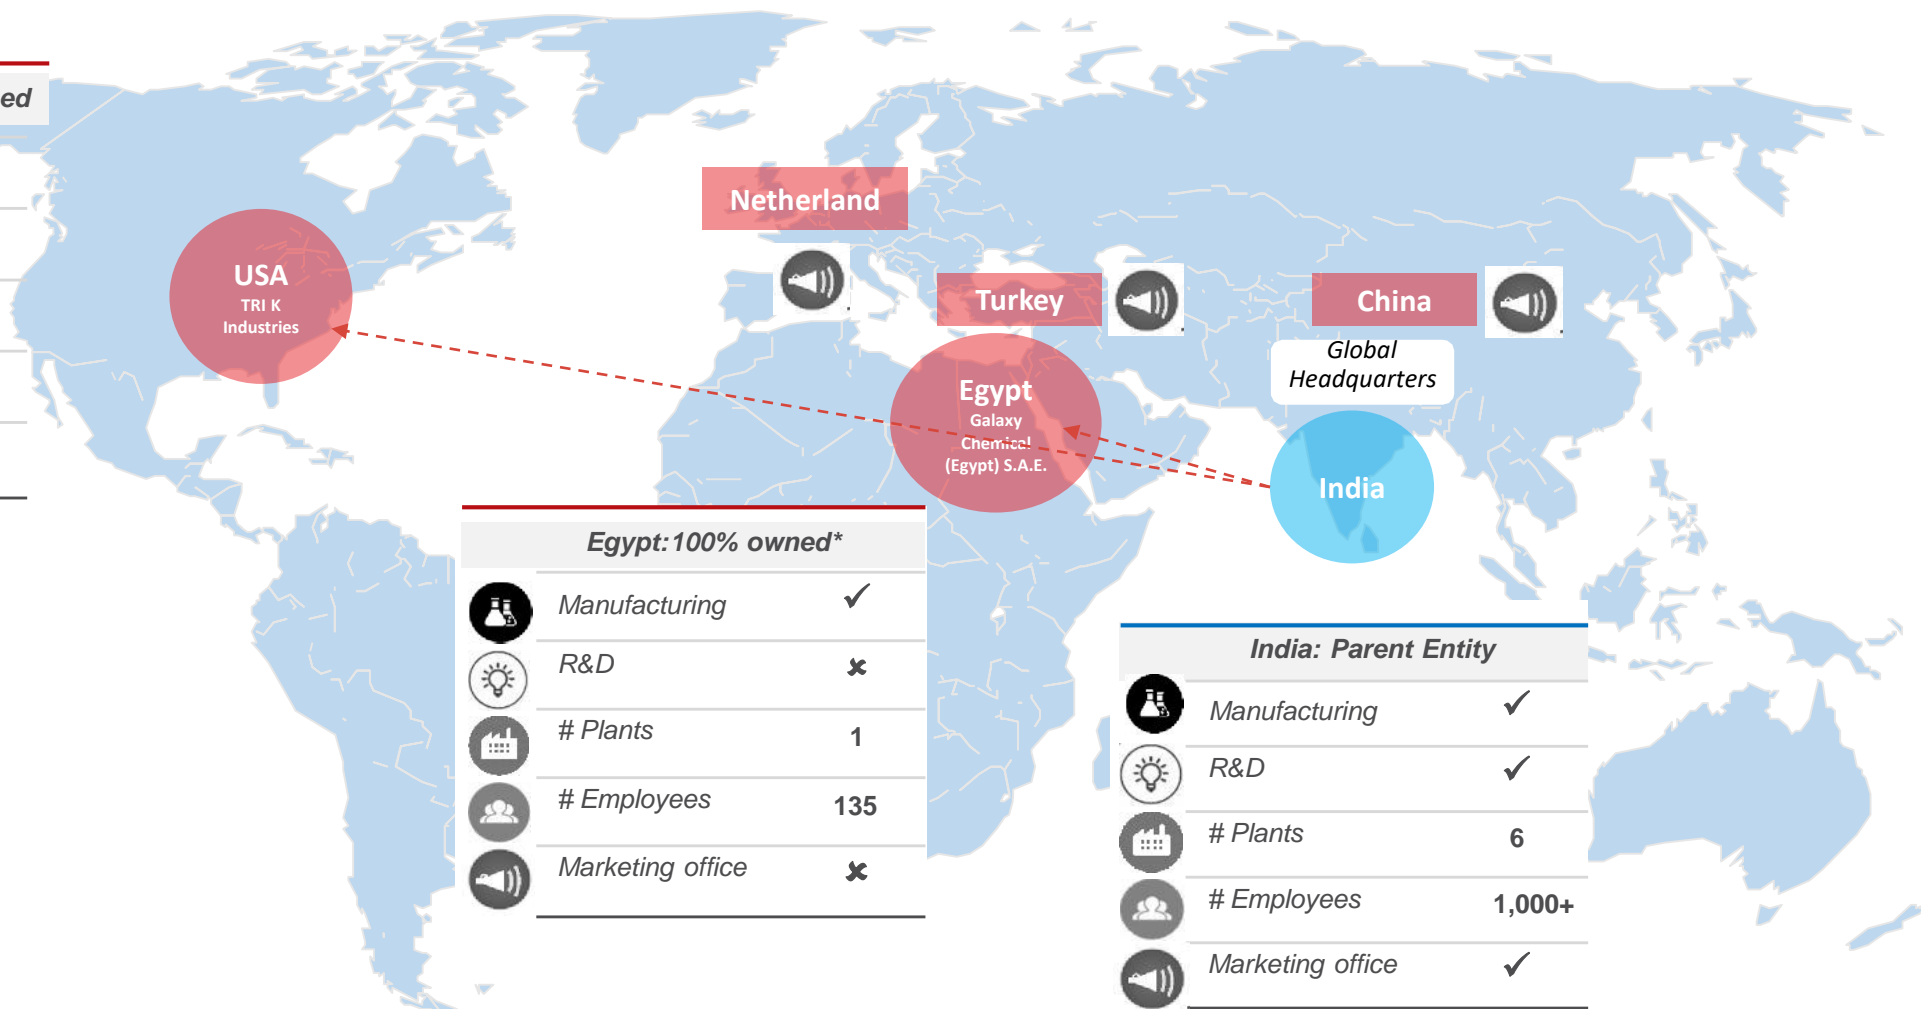 ed
Netherland
USA
TRI K
Industries
Turkey
China
Global
Headquarters
Egypt
Galaxy
Chemical
(Egypt) S.A.E.
India
Egypt:100% owned*
Manufacturing ✓
R&D ✘
# Plants 1
# Employees 135
Marketing office ✘
India: Parent Entity
Manufacturing ✓
R&D ✓
# Plants 6
# Employees 1,000+
Marketing office ✓